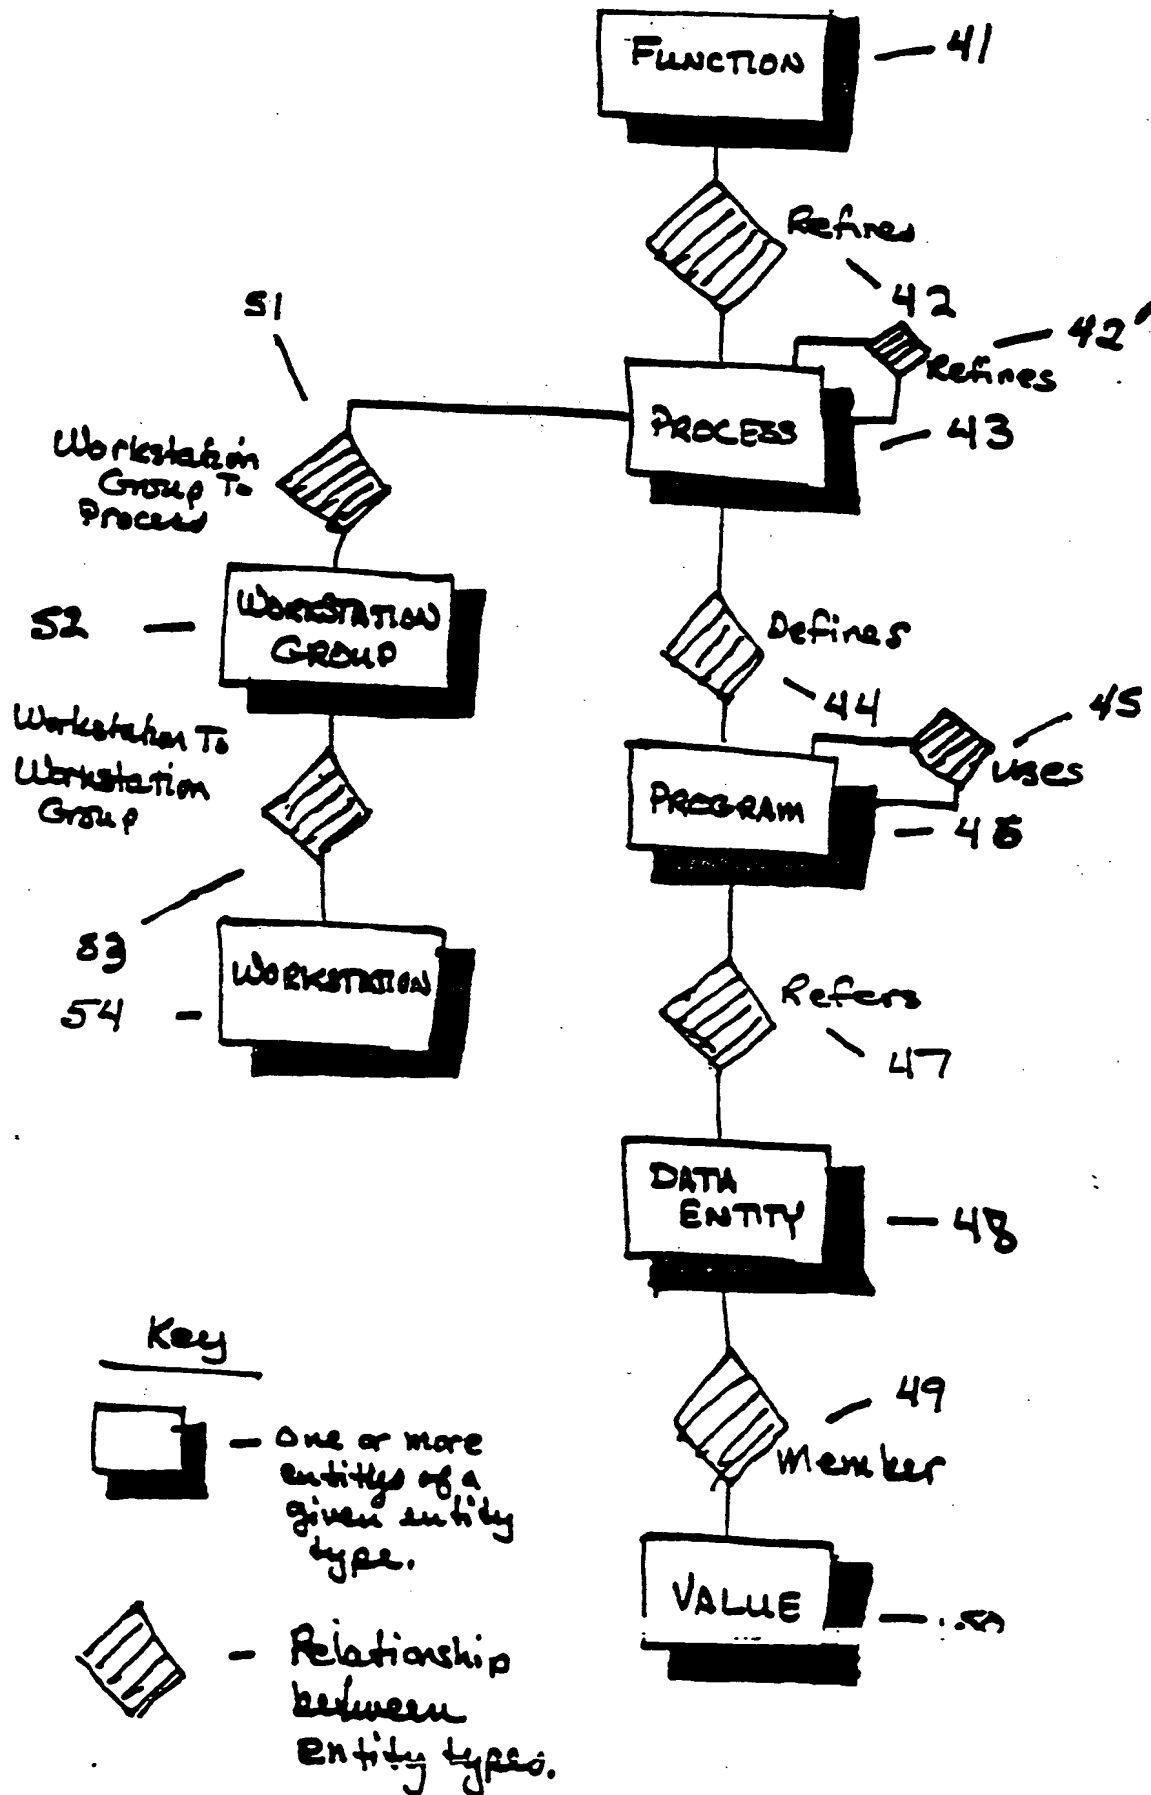 FUNCTION
41
Refines
42
51
42'
Refines
PROCESS
43
Workstation
Group To
Process
WORKSTATION
GROUP
52
Defines
44
45
Uses
Workstation To
Workstation
Group
PROGRAM
46
53
WORKSTATION
54
Refers
47
DATA
ENTITY
48
Key
49
Member
One or more
entitys of a
given entity
type.
VALUE
50
Relationship
between
entity types.